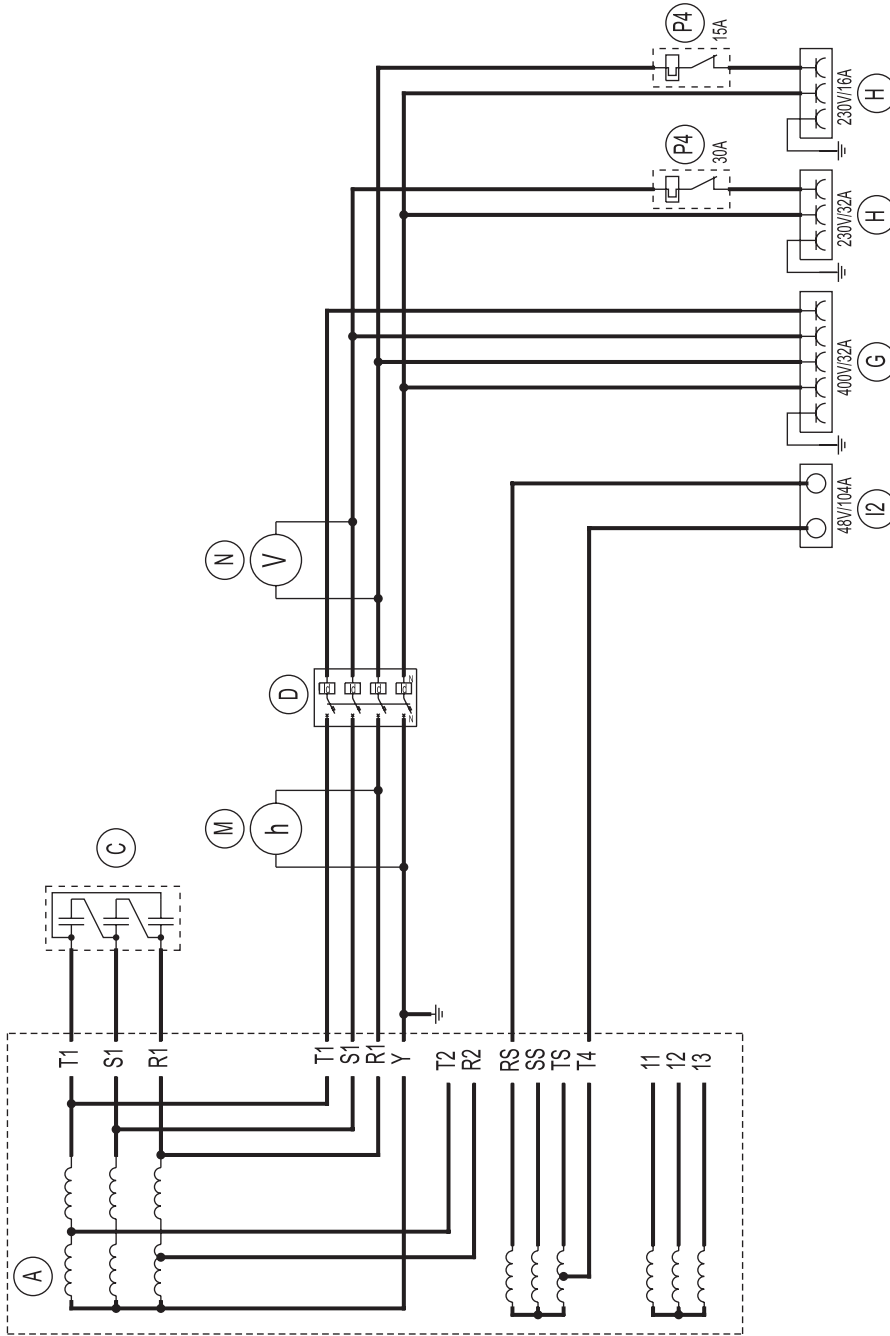 P4
15A
230V/16A
H
P4
30A
230V/32A
H
400V/32A
G
48V/104A
I2
N
V
D
N
N
M
h
C
T1
S1
R1
T1
S1
R1
Y
T2
R2
RS
SS
TS
T4
11
12
13
A